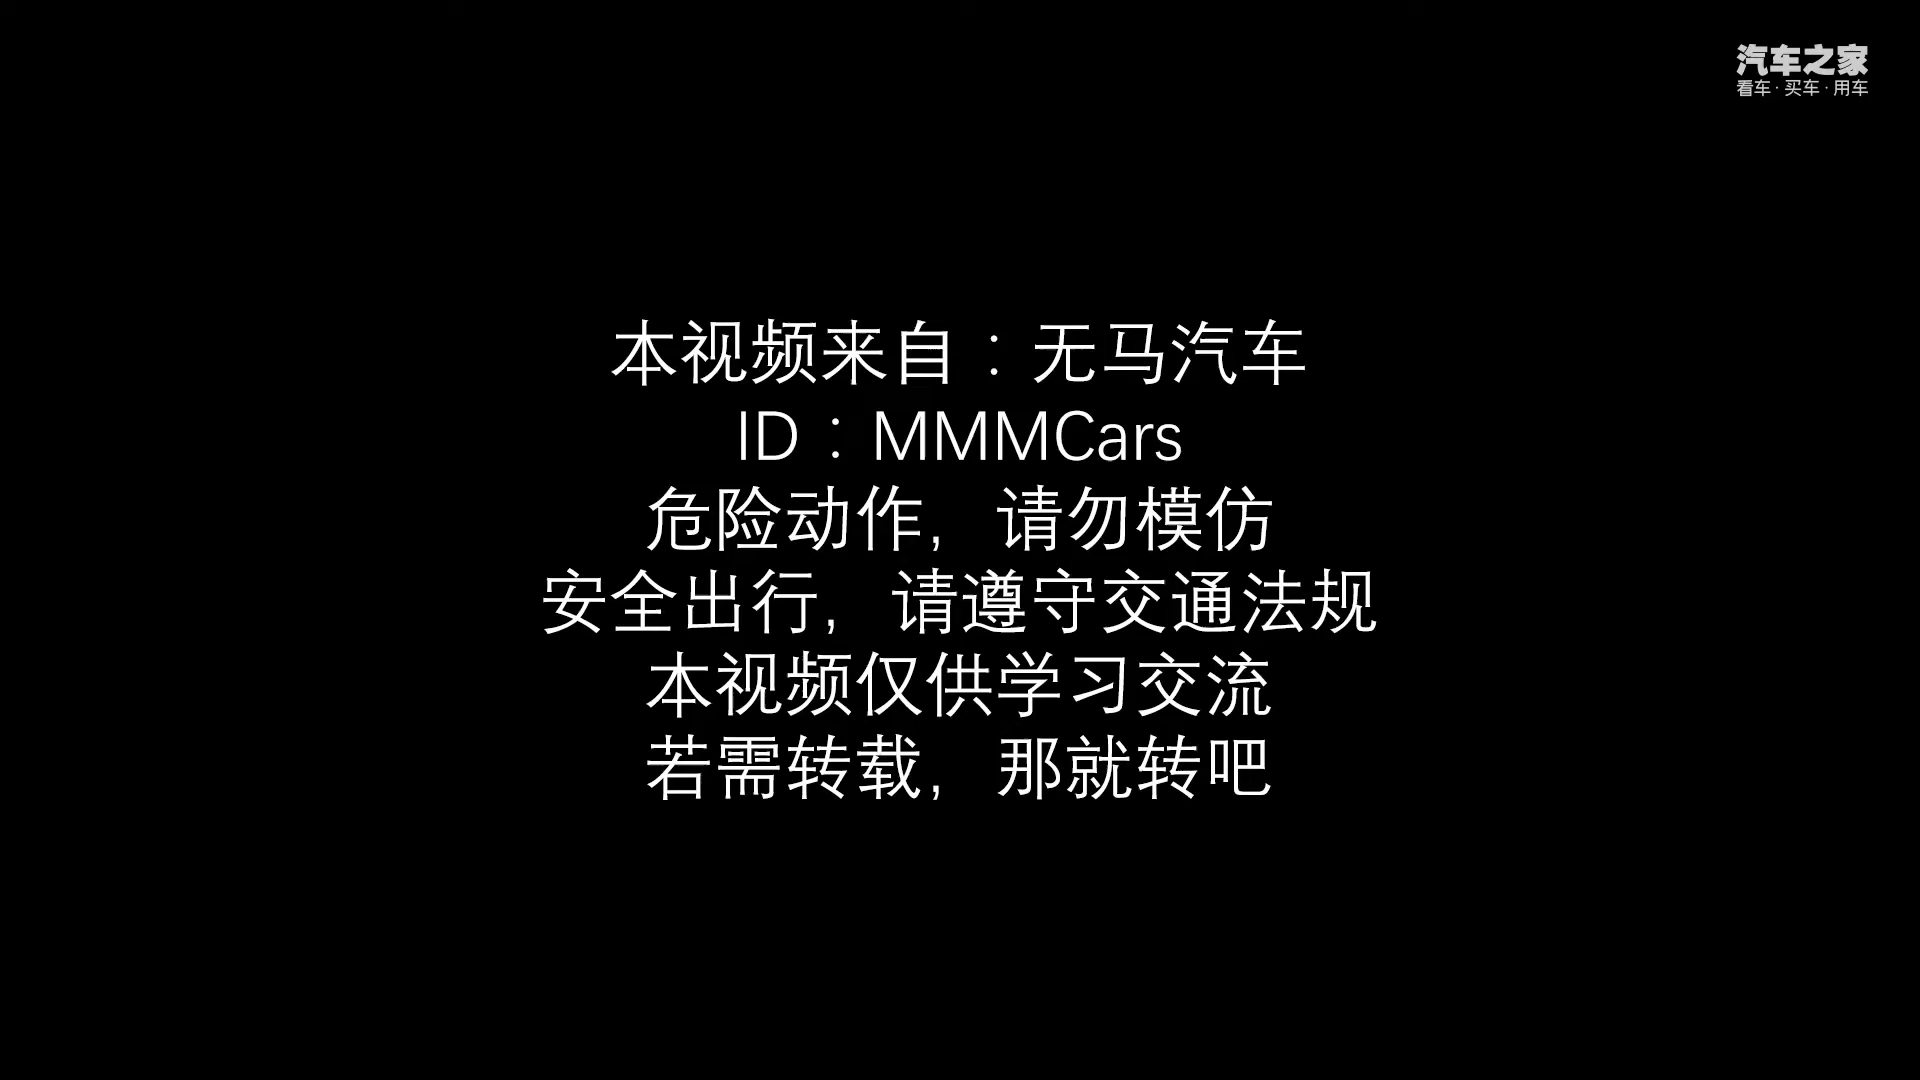 汽车之家
看车·买车·用车
本视频来自：无马汽车
ID：MMMCars
危险动作，请勿模仿
安全出行，请遵守交通法规
本视频仅供学习交流
若需转载，那就转吧